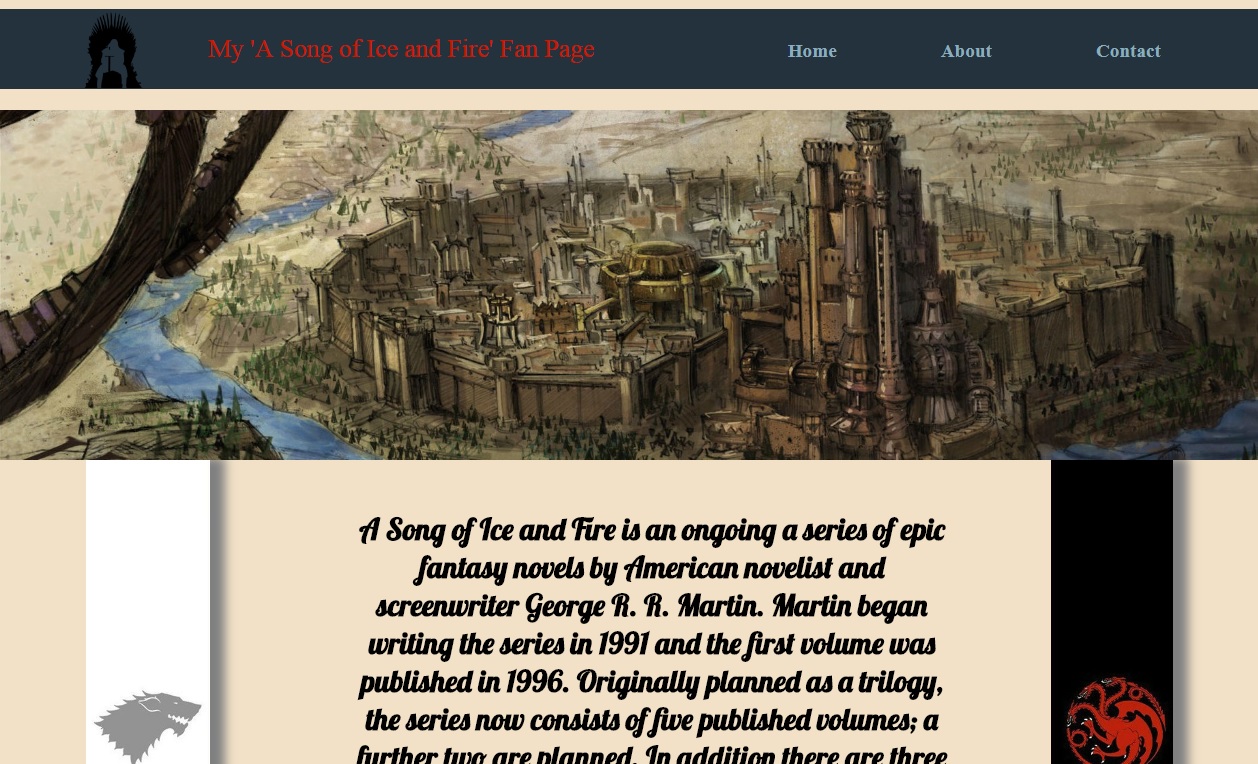 My 'A Song of Ice and Fire' Fan Page
Home
About
Contact
A Song of Ice and Fire is an ongoing a series of epic
fantasy novels by American novelist and
screenwriter George R. R. Martin. Martin began
writing the series in 1991 and the first volume was
published in 1996. Originally planned as a trilogy,
the series now consists of five published volumes; a
further two are planned. In addition there are three